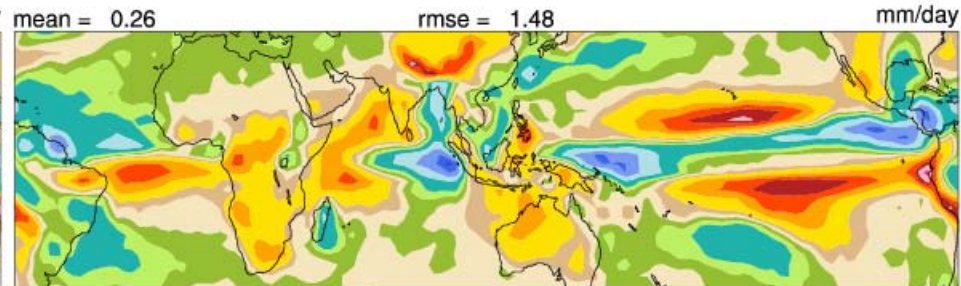 mean = 0.26 rmse = 1.48 mm/day